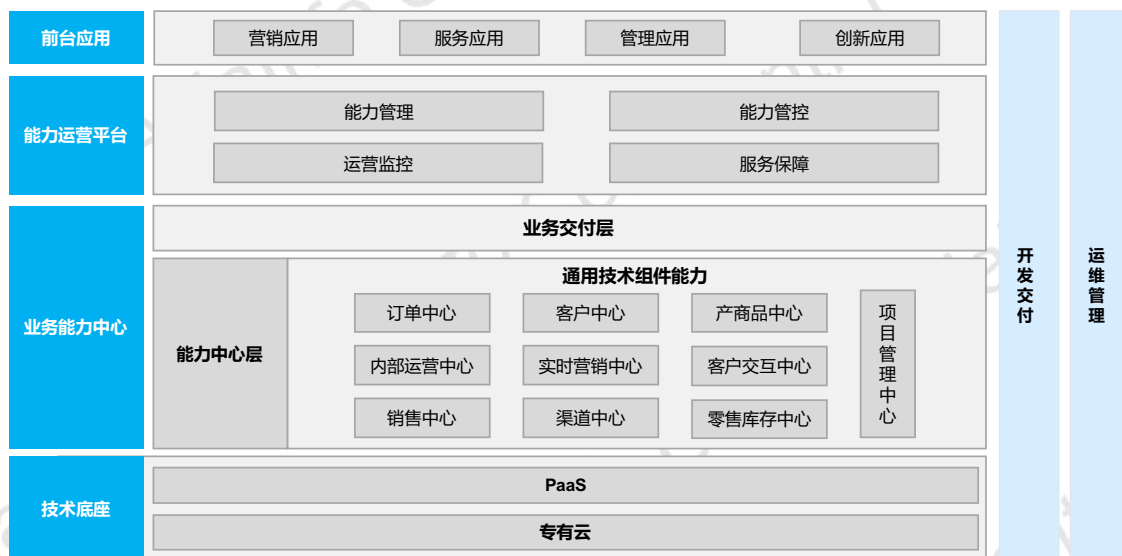 前台应用
营销应用
服务应用
管理应用
创新应用
能力运营平台
能力管理
能力管控
运营监控
服务保障
业务能力中心
业务交付层
能力中心层
通用技术组件能力
订单中心
客户中心
产商品中心
内部运营中心
实时营销中心
客户交互中心
销售中心
渠道中心
零售库存中心
项目管理中心
技术底座
PaaS
专有云
开发交付
运维管理